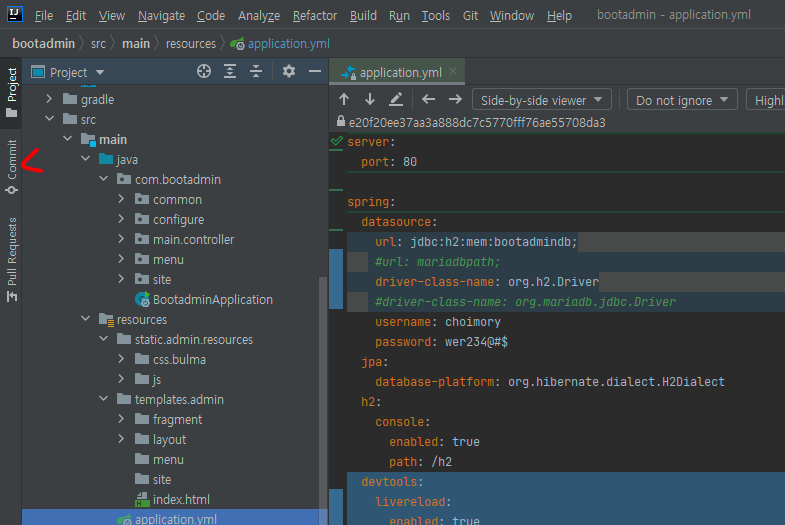 IJ File Edit View Navigate Code Analyze Refactor Build Run Tools Git Window Help bootadmin - application.yml
bootadmin > src > main > resources > application.yml
Project
Commit
Pull Requests
Project
gradle
src
main
java
com.bootadmin
common
configure
main.controller
menu
site
BootadminApplication
resources
static.admin.resources
css.bulma
js
templates.admin
fragment
layout
menu
site
index.html
application.yml
application.yml
Side-by-side viewer Do not ignore Highl
e20f20ee37aa3a888dc7c5770fff76ae55708da3
server:
port: 80
spring:
datasource:
url: jdbc:h2:mem:bootadmindb;
#url: mariadbpath;
driver-class-name: org.h2.Driver
#driver-class-name: org.mariadb.jdbc.Driver
username: choimory
password: wer234@#$
jpa:
database-platform: org.hibernate.dialect.H2Dialect
h2:
console:
enabled: true
path: /h2
devtools:
livereload:
enabled: true